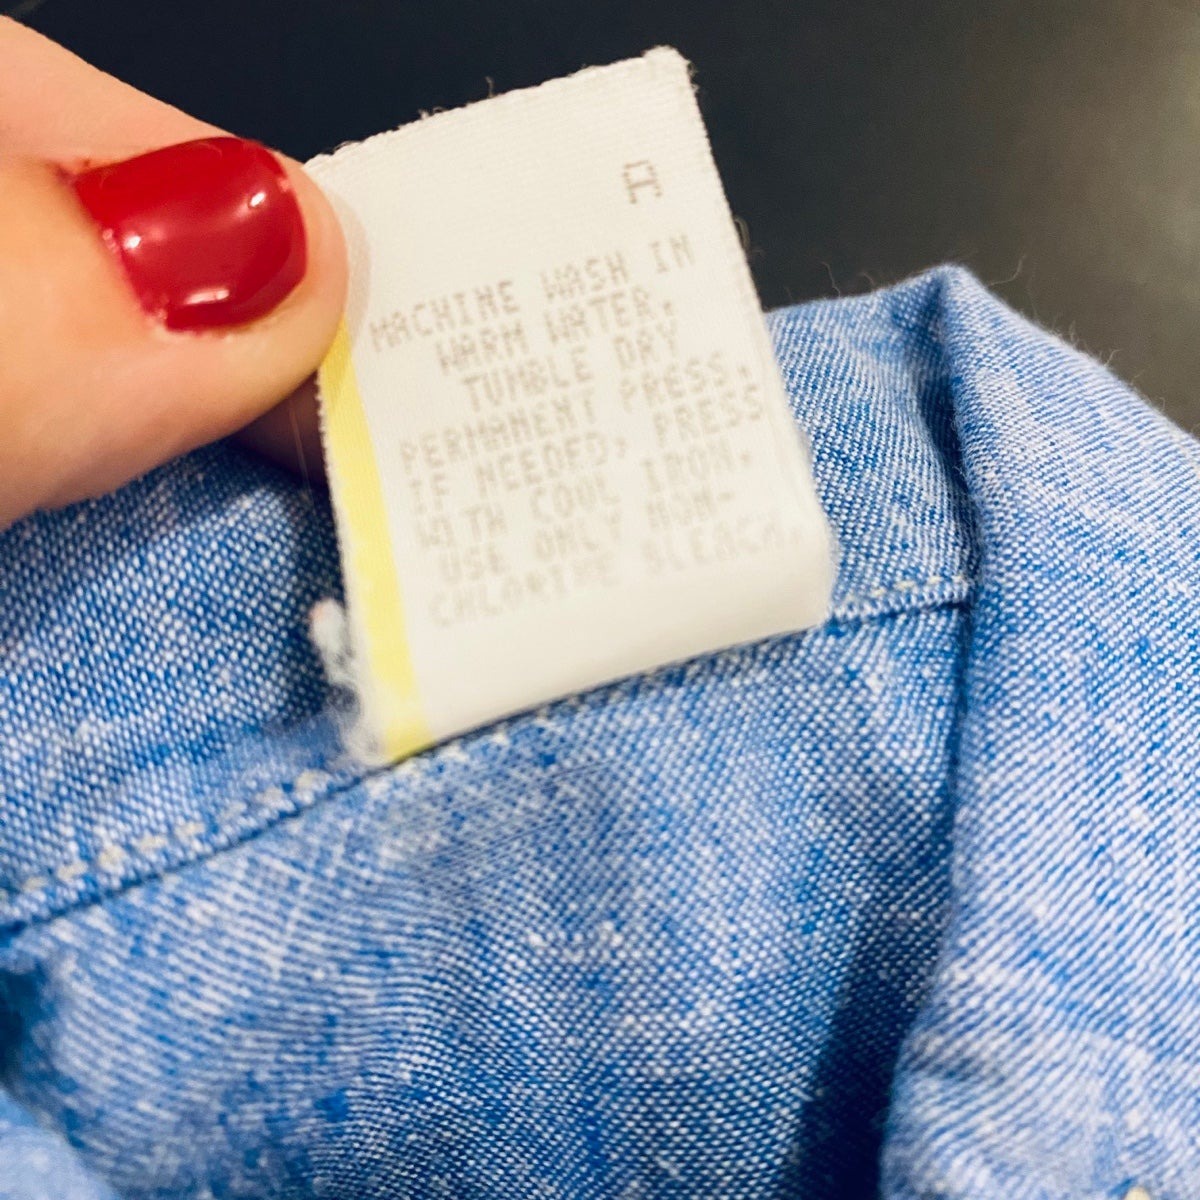 MACHINE WASH IN
WARM WATER.
TUMBLE DRY
PERMANENT PRESS.
IF NEEDED, PRESS
WITH COOL IRON.
USE ONLY NON-
CHLORINE BLEACH.